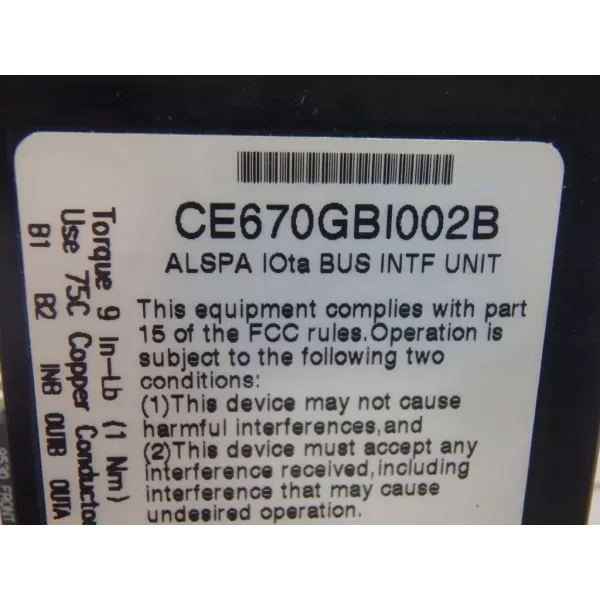 CE670GBI002B
ALSPA IOta BUS INTF UNIT
This equipment complies with part
15 of the FCC rules.Operation is
subject to the following two
conditions:
(1)This device may not cause
harmful interferences,and
(2)This device must accept any
interference received,including
interference that may cause
undesired operation.
Torque 9 In-Lb (1 Nm)
Use 75C Copper Conductor
B1 B2 INB OUTB OUTA